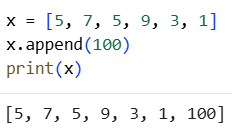 x = [5, 7, 5, 9, 3, 1]
x.append(100)
print(x)
[5, 7, 5, 9, 3, 1, 100]